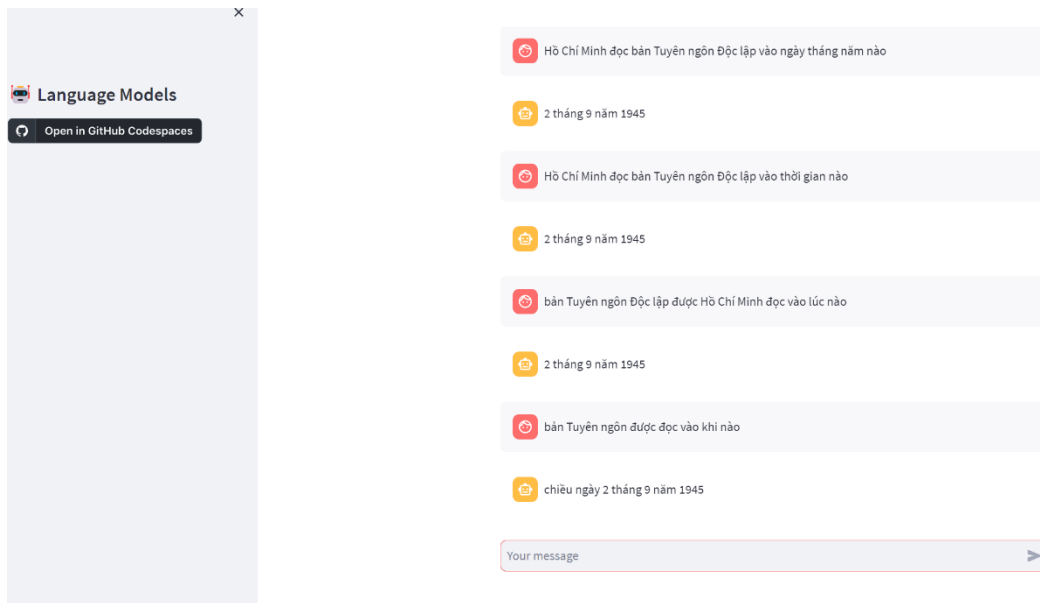 ×
Language Models
Open in GitHub Codespaces
Hồ Chí Minh đọc bản Tuyên ngôn Độc lập vào ngày tháng năm nào
2 tháng 9 năm 1945
Hồ Chí Minh đọc bản Tuyên ngôn Độc lập vào thời gian nào
2 tháng 9 năm 1945
bản Tuyên ngôn Độc lập được Hồ Chí Minh đọc vào lúc nào
2 tháng 9 năm 1945
bản Tuyên ngôn được đọc vào khi nào
chiều ngày 2 tháng 9 năm 1945
Your message